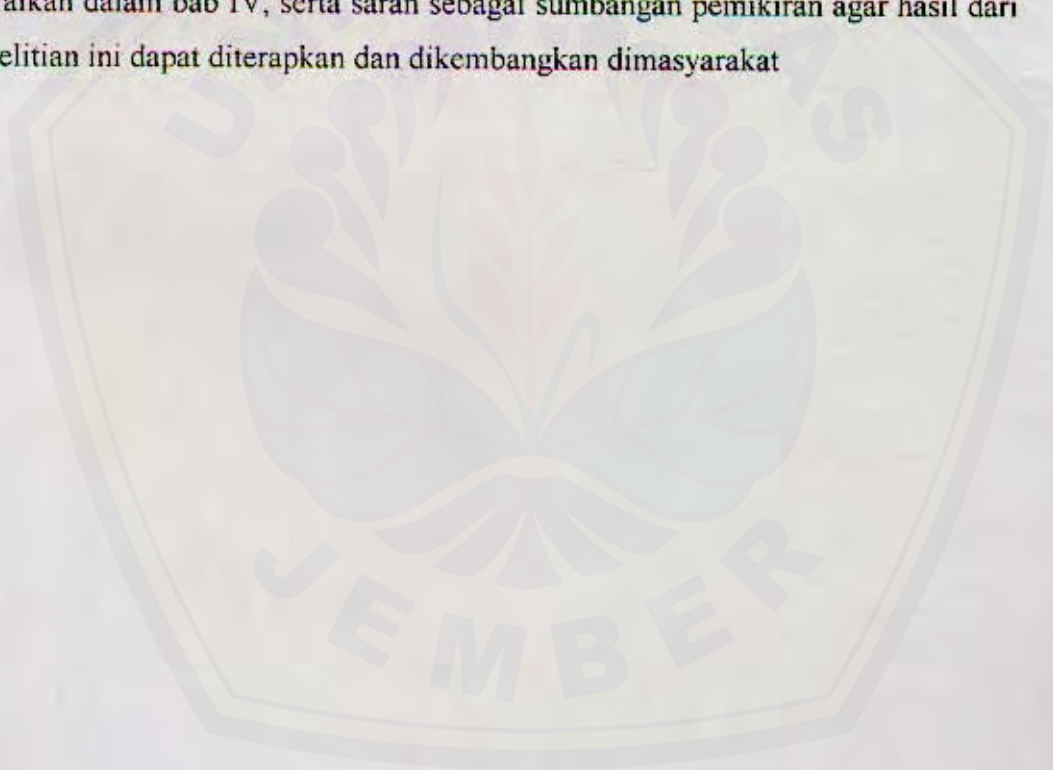 dalam bab IV, serta saran sebagai sumbangan pemikiran agar hasil dari
elitian ini dapat diterapkan dan dikembangkan dimasyarakat
JEMBER